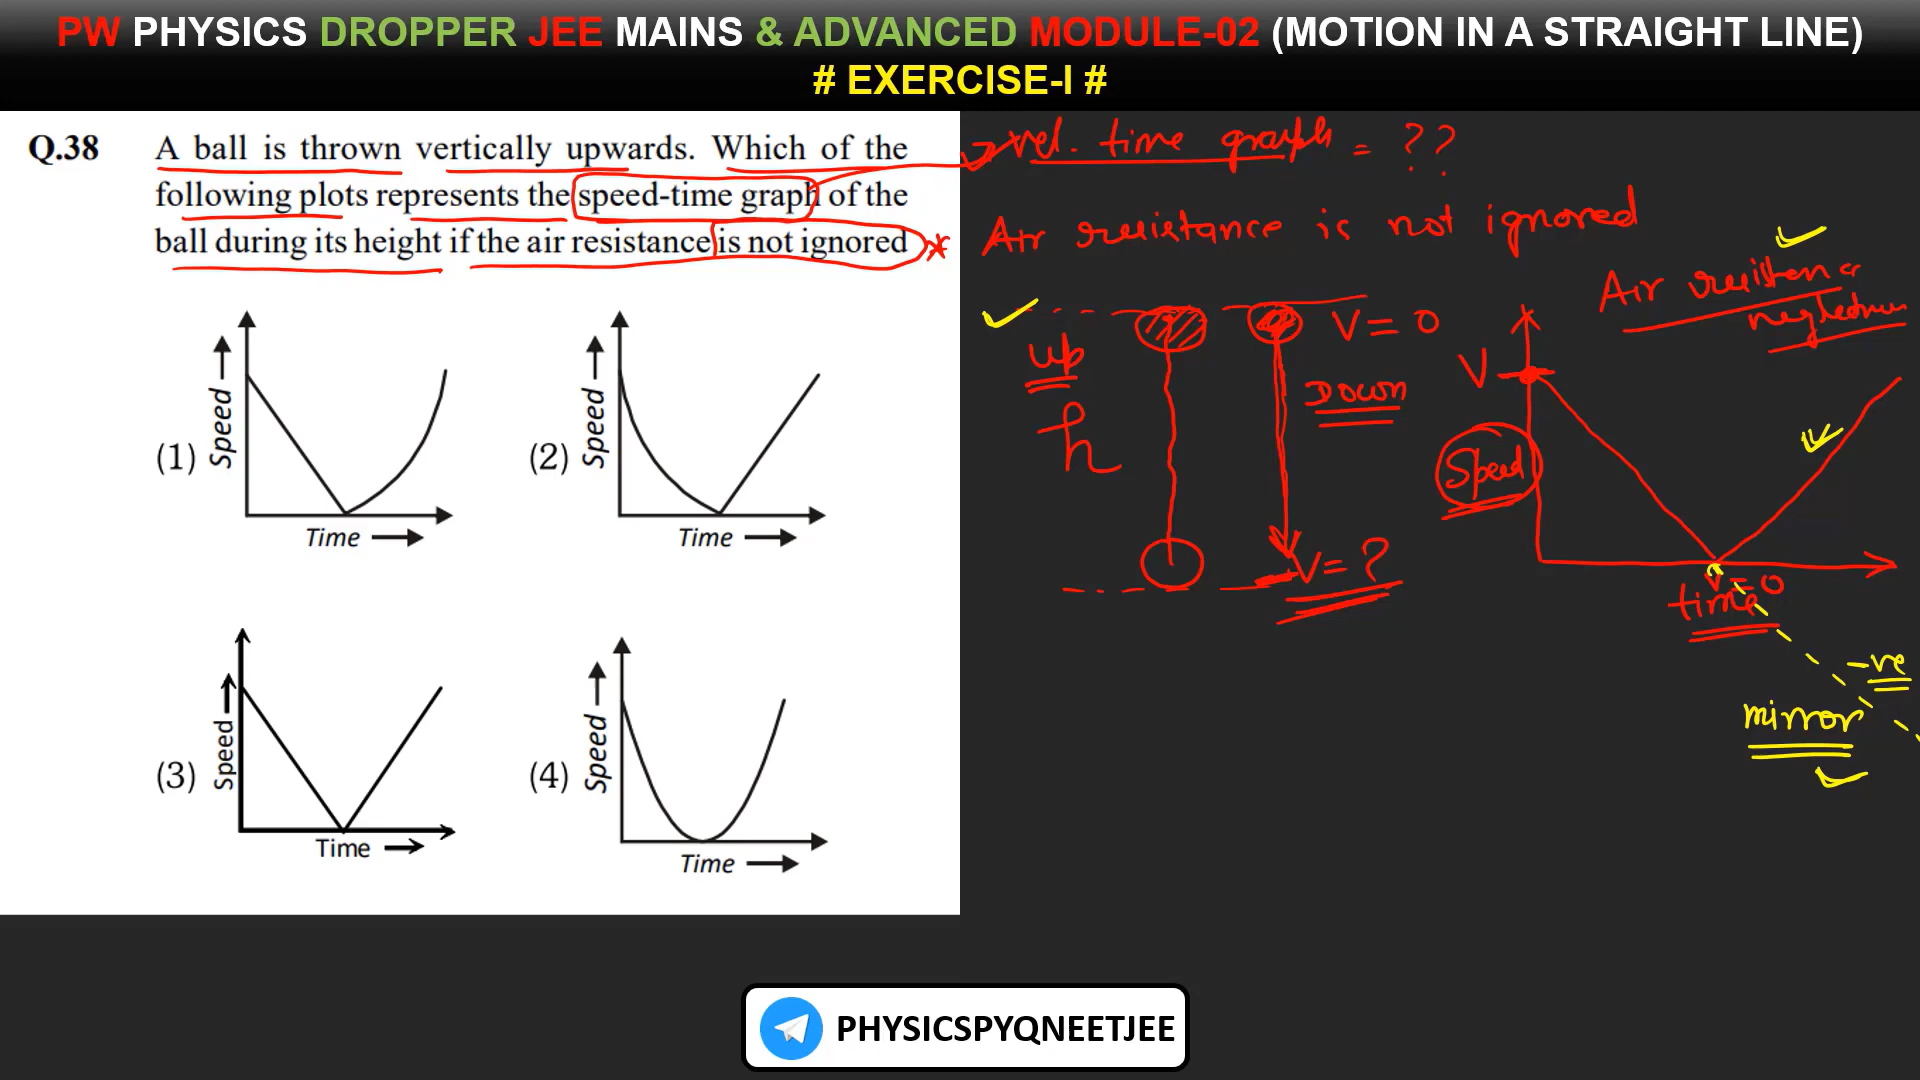 PW PHYSICS DROPPER JEE MAINS & ADVANCED MODULE-02 (MOTION IN A STRAIGHT LINE)
# EXERCISE-I #
Q.38 A ball is thrown vertically upwards. Which of the
following plots represents the speed-time graph of the
ball during its height if the air resistance is not ignored
vel. time graph = ??
Air resistance is not ignored
Air
up
h
V = 0
DOWN
V = ?
V
Speed
V = 0
time
-ve
mirror
(1) Speed
Time
(2) Speed
Time
(3) Speed
Time
(4) Speed
Time
PHYSICSPYQNEETJEE